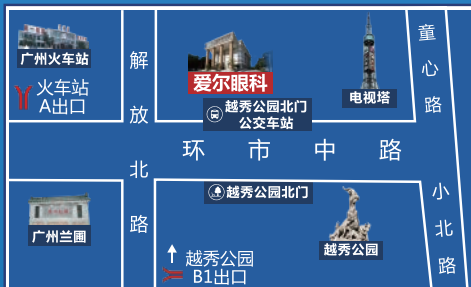 广州火车站
火车站
A出口
解放北路
爱尔眼科
越秀公园北门
公交车站
电视塔
童心路
环市中路
广州兰圃
越秀公园北门
越秀公园
B1出口
越秀公园
小北路